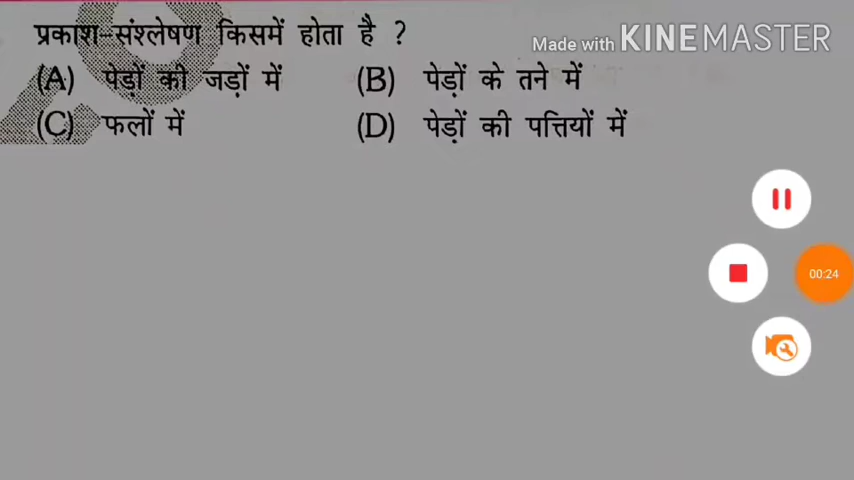 प्रकाश-संश्लेषण किसमें होता है ?
Made with KINEMASTER
(A) पेड़ों की जड़ों में (B) पेड़ों के तने में
(C) फलों में (D) पेड़ों की पत्तियों में
00:24